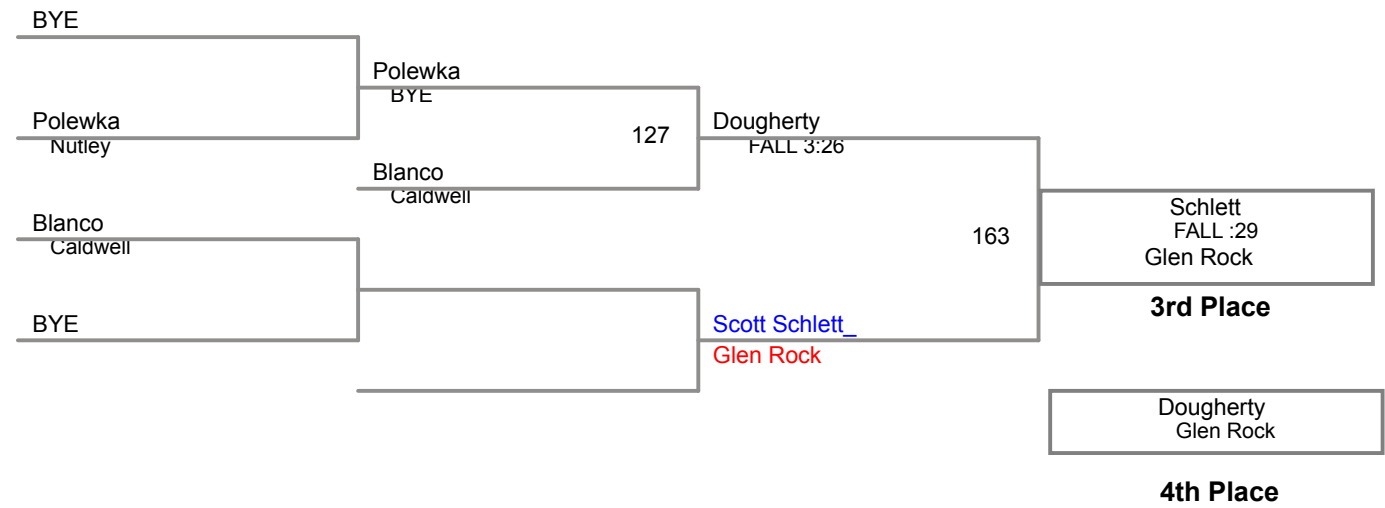 BYE
Polewka
BYE
Polewka
Nutley
127
Dougherty
FALL 3:26
Blanco
Caldwell
Blanco
Caldwell
163
Schlett
FALL :29
Glen Rock
3rd Place
BYE
Scott Schlett_
Glen Rock
Dougherty
Glen Rock
4th Place